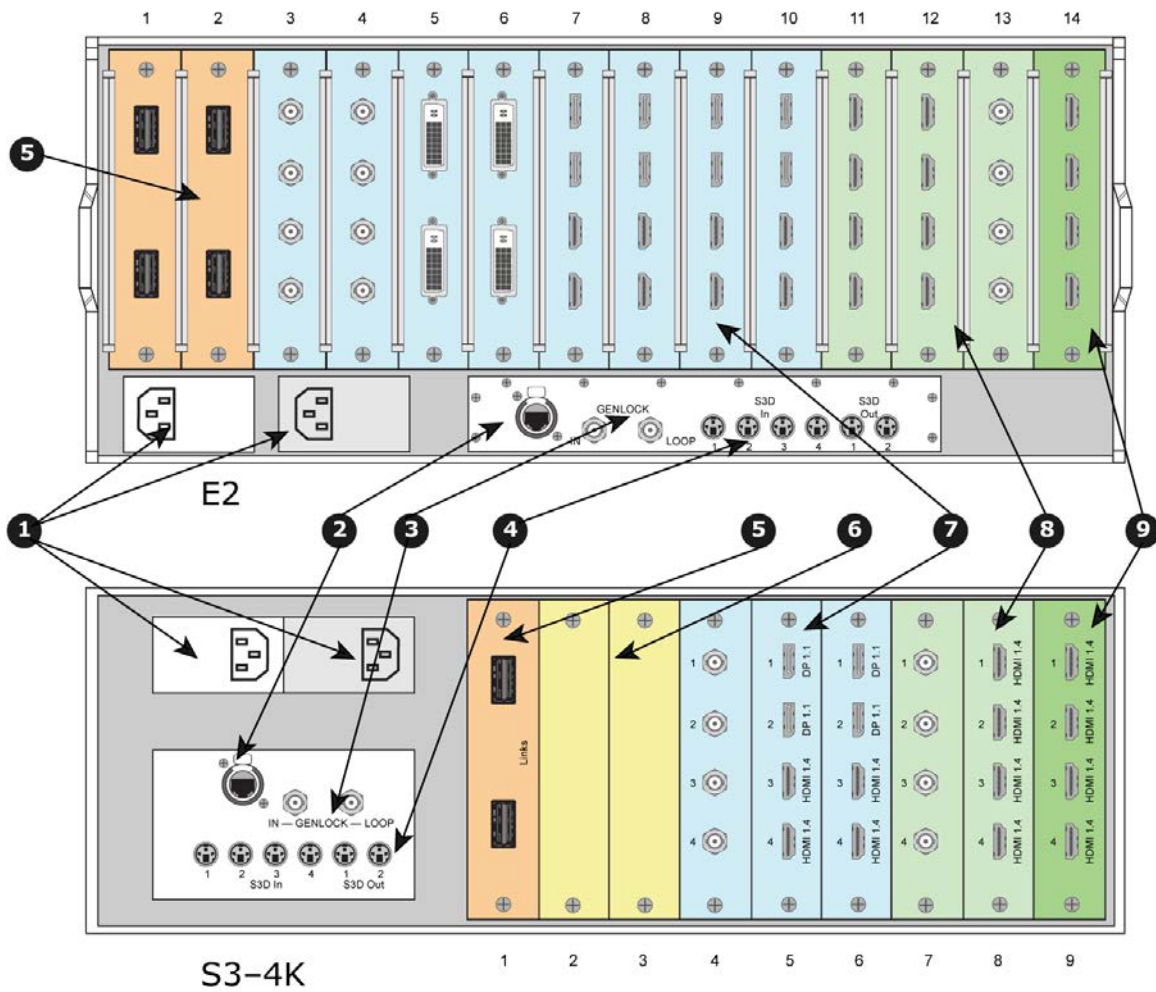 1 2 3 4 5 6 7 8 9 10 11 12 13 14
5
GENLOCK
IN
LOOP
S3D
In
S3D
Out
1 2 3 4 1 2
E2
1 2 3 4 5 6 7 8 9
Links
1 1 DP 1.1 1 DP 1.1 1 1 HDMI 1.4 1 HDMI 1.4
2 2 DP 1.1 2 DP 1.1 2 2 HDMI 1.4 2 HDMI 1.4
3 3 HDMI 1.4 3 HDMI 1.4 3 3 HDMI 1.4 3 HDMI 1.4
4 4 HDMI 1.4 4 HDMI 1.4 4 4 HDMI 1.4 4 HDMI 1.4
IN — GENLOCK — LOOP
1 2 3 4 1 2
S3D In S3D Out
S3–4K
1 2 3 4 5 6 7 8 9